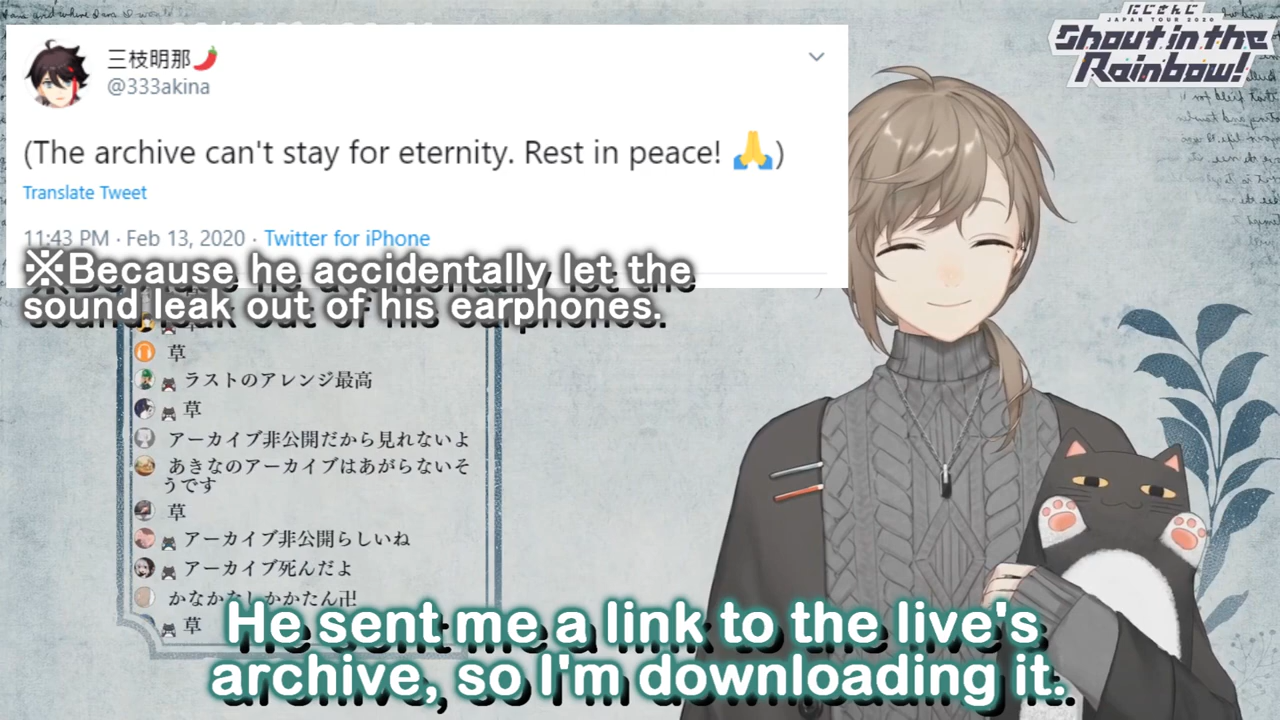 にじさんじ
JAPAN TOUR 2020
Shout in the
Rainbow!
三枝明那🌶️
@333akina
(The archive can't stay for eternity. Rest in peace! 🙏)
Translate Tweet
11:43 PM · Feb 13, 2020 · Twitter for iPhone
※Because he accidentally let the
sound leak out of his earphones.
草
ラストのアレンジ最高
草
アーカイブ非公開だから見れないよ
あきなのアーカイブはあがらないそ
うです
草
アーカイブ非公開らしいね
アーカイブ死んだよ
かなかなしかかたん卍
草
He sent me a link to the live's
archive, so I'm downloading it.